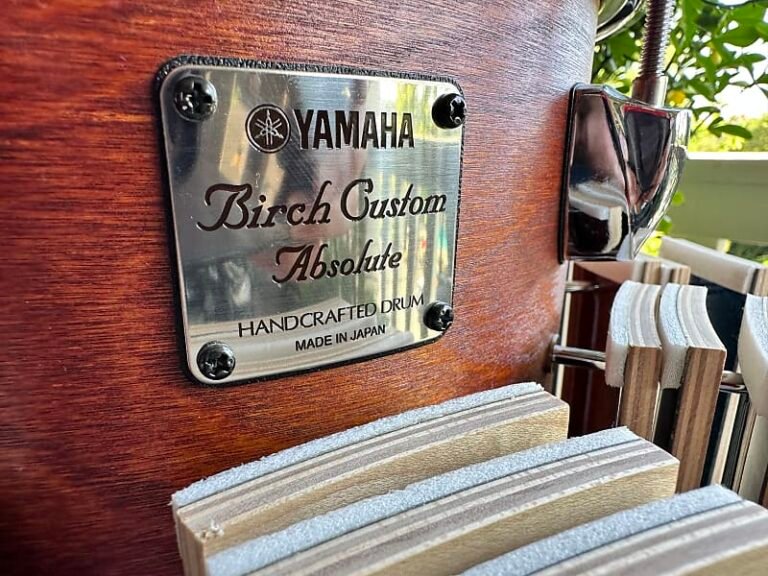 YAMAHA
Birch Custom
Absolute
HANDCRAFTED DRUM
MADE IN JAPAN